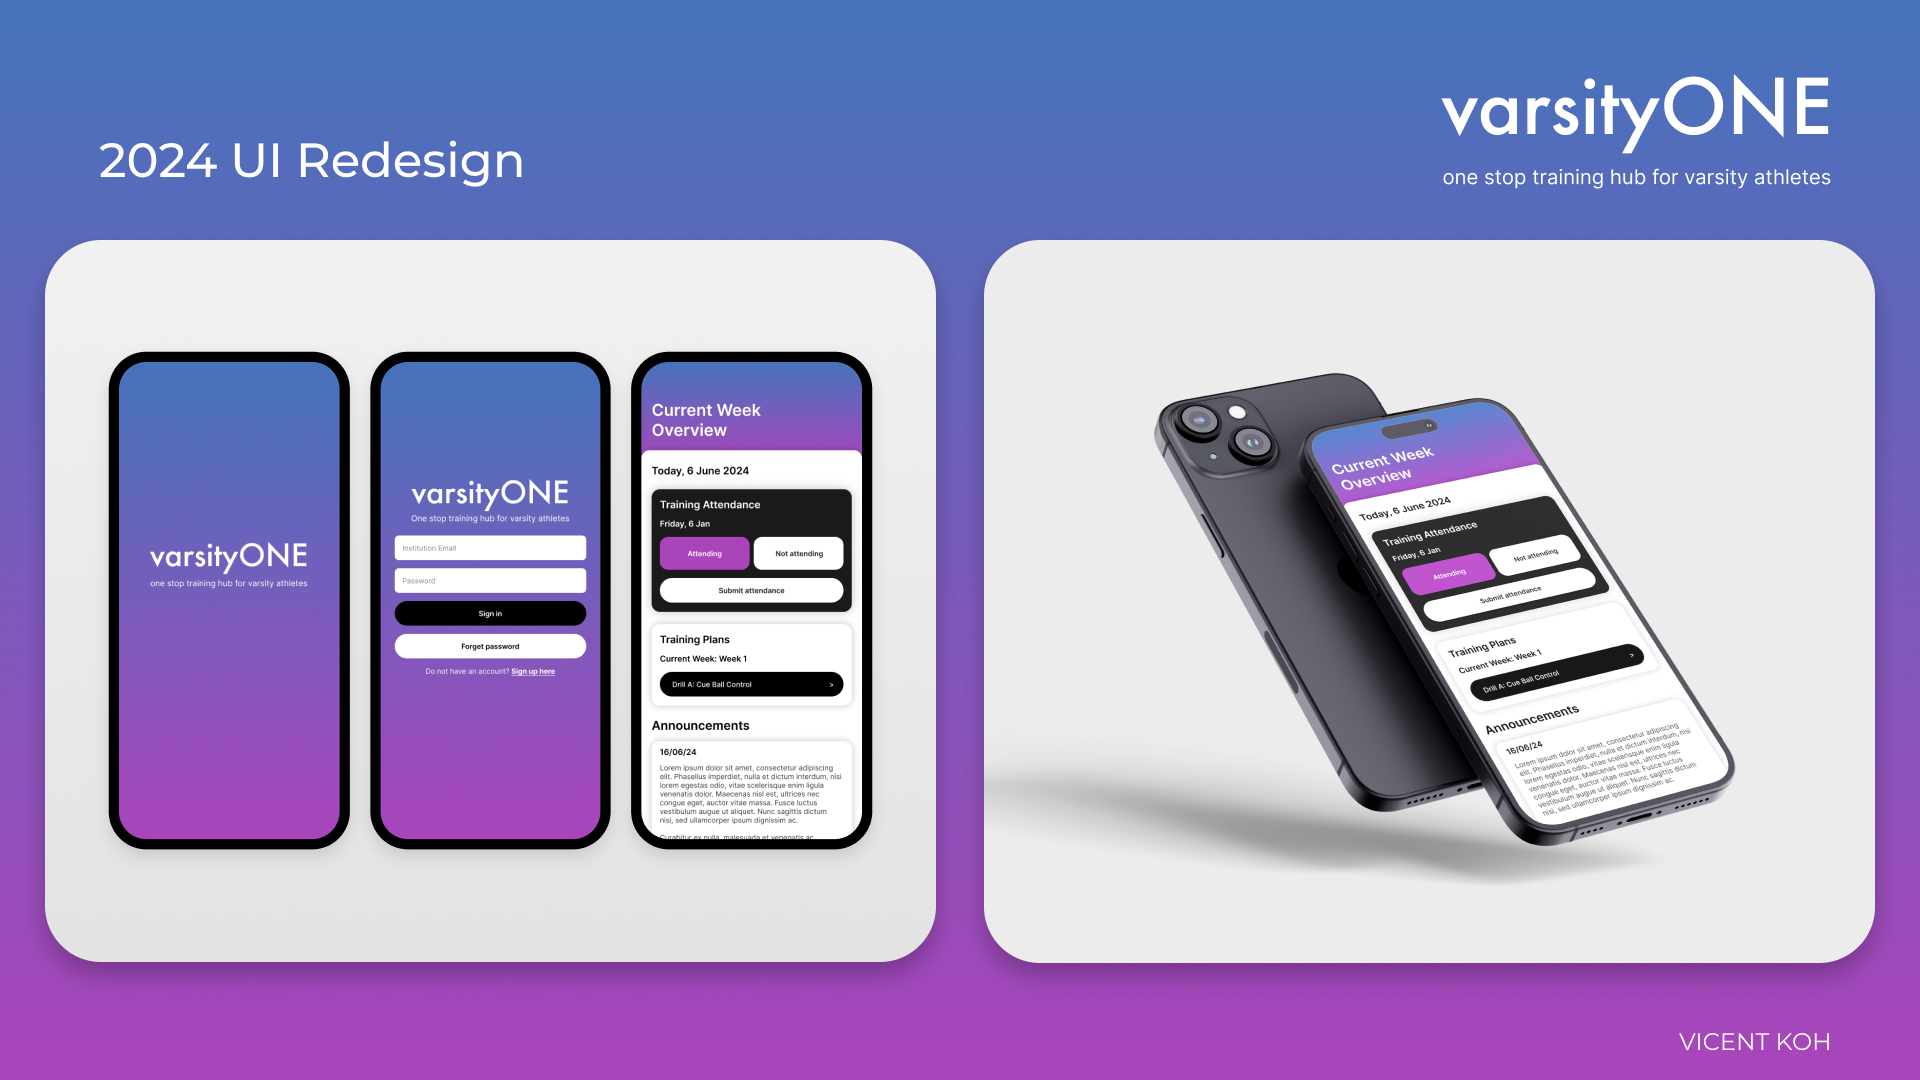 2024 UI Redesign
varsityONE
one stop training hub for varsity athletes
varsityONE
one stop training hub for varsity athletes
varsityONE
One stop training hub for varsity athletes
Institution Email
Password
Sign in
Forget password
Do not have an account? Sign up here
Current Week
Overview
Today, 6 June 2024
Training Attendance
Friday, 6 Jan
Attending
Not attending
Submit attendance
Training Plans
Current Week: Week 1
Drill A: Cue Ball Control >
Announcements
16/06/24
Lorem ipsum dolor sit amet, consectetur adipiscing
elit. Phasellus imperdiet, nulla et dictum interdum, nisi
lorem egestas odio, vitae scelerisque enim ligula
venenatis dolor. Maecenas nisl est, ultrices nec
congue eget, auctor vitae massa. Fusce luctus
vestibulum augue ut aliquet. Nunc sagittis dictum
nisi, sed ullamcorper ipsum dignissim ac.
Curabitur ex nulla, malesuada et venenatis ac,
Current Week
Overview
Today, 6 June 2024
Training Attendance
Friday, 6 Jan
Attending
Not attending
Submit attendance
Training Plans
Current Week: Week 1
Drill A: Cue Ball Control >
Announcements
16/06/24
Lorem ipsum dolor sit amet, consectetur adipiscing
elit. Phasellus imperdiet, nulla et dictum interdum, nisi
lorem egestas odio, vitae scelerisque enim ligula
venenatis dolor. Maecenas nisl est, ultrices nec
congue eget, auctor vitae massa. Fusce luctus
vestibulum augue ut aliquet. Nunc sagittis dictum
nisi, sed ullamcorper ipsum dignissim ac.
VICENT KOH